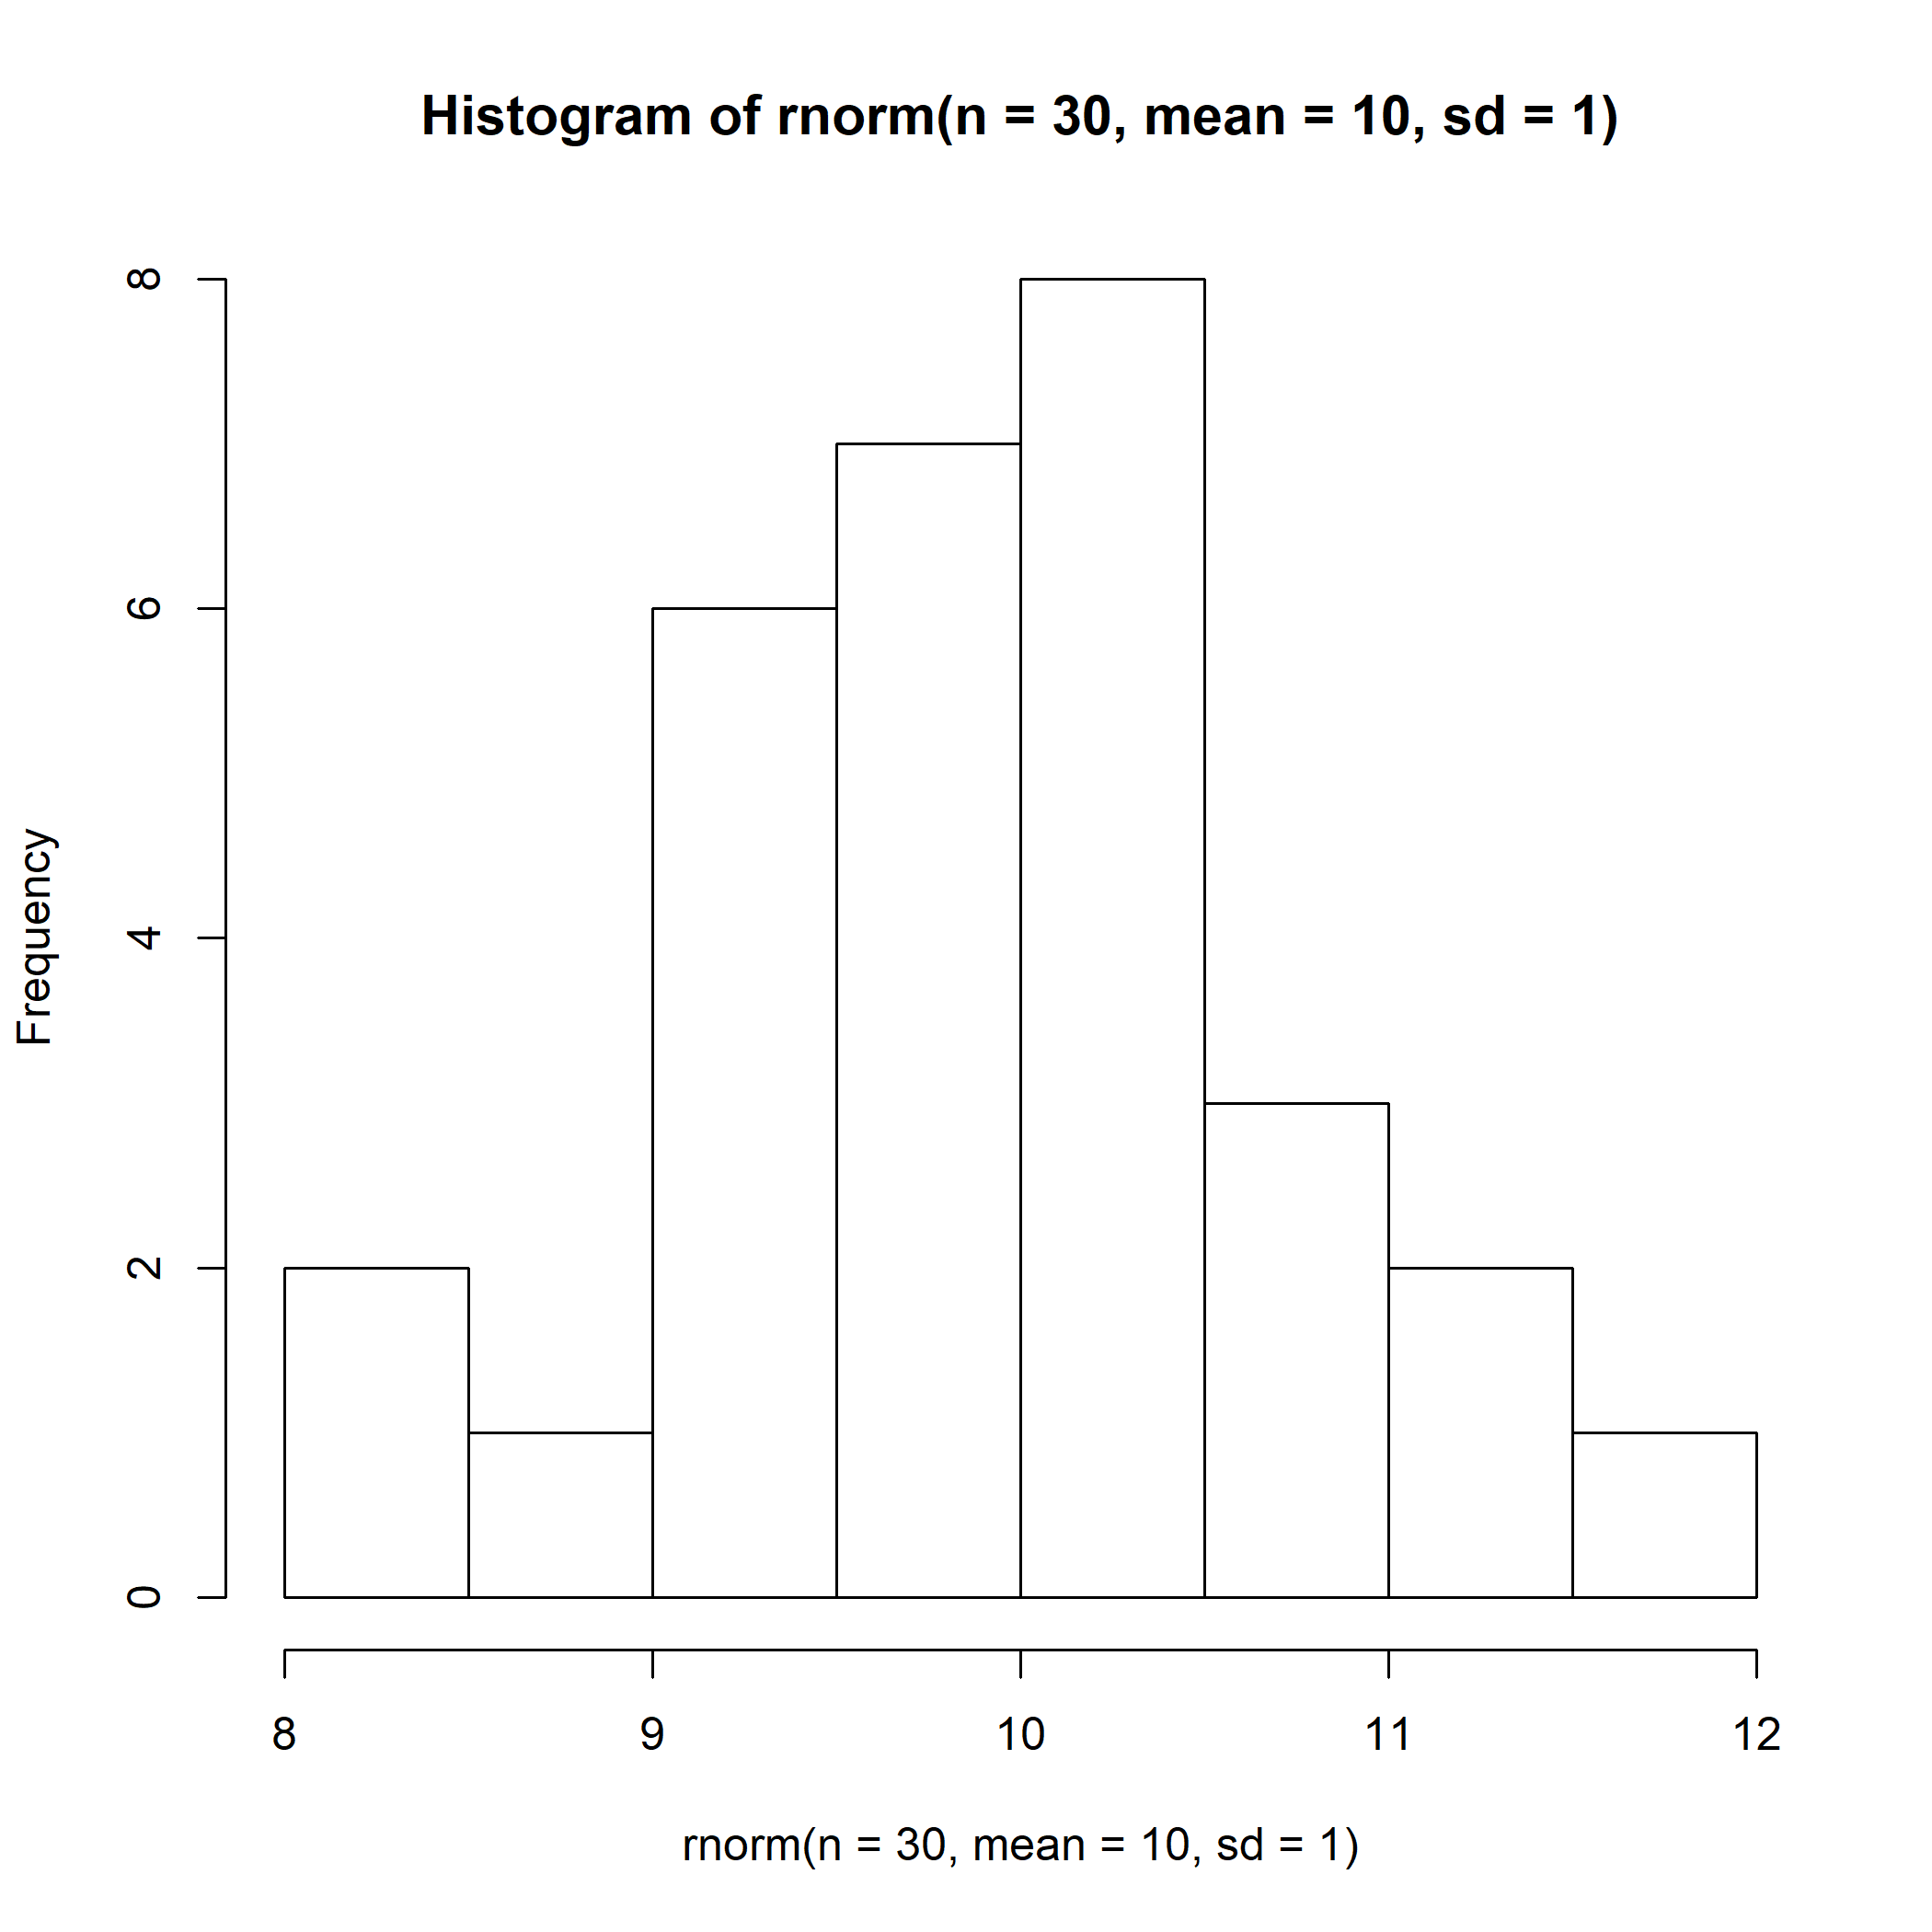 Histogram of rnorm(n = 30, mean = 10, sd = 1)
Frequency
8
6
4
2
0
8 9 10 11 12
rnorm(n = 30, mean = 10, sd = 1)